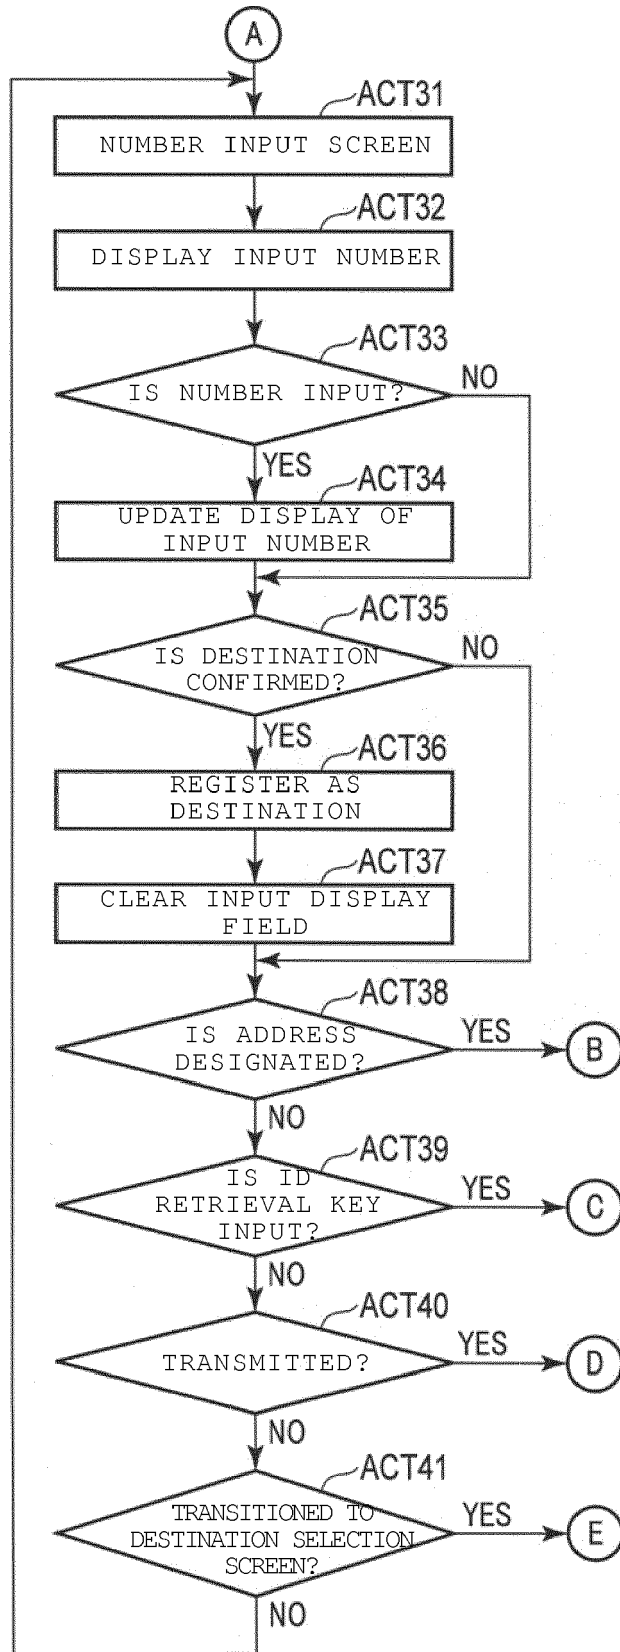 A
ACT31
NUMBER INPUT SCREEN
ACT32
DISPLAY INPUT NUMBER
ACT33
IS NUMBER INPUT?
NO
YES
ACT34
UPDATE DISPLAY OF
INPUT NUMBER
ACT35
IS DESTINATION
CONFIRMED?
NO
YES
ACT36
REGISTER AS
DESTINATION
ACT37
CLEAR INPUT DISPLAY
FIELD
ACT38
IS ADDRESS
DESIGNATED?
YES
B
NO
ACT39
IS ID
RETRIEVAL KEY
INPUT?
YES
C
NO
ACT40
TRANSMITTED?
YES
D
NO
ACT41
TRANSITIONED TO
DESTINATION SELECTION
SCREEN?
YES
E
NO